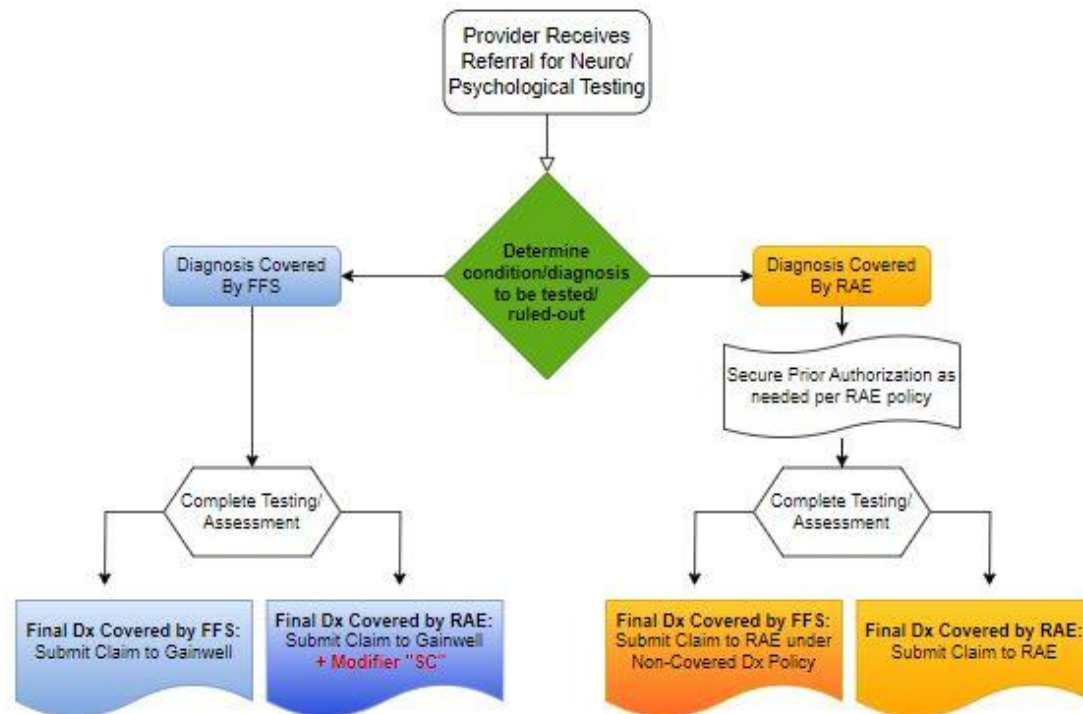 Provider Receives
Referral for Neuro/
Psychological Testing
Determine
condition/diagnosis
to be tested/
ruled-out
Diagnosis Covered
By FFS
Diagnosis Covered
By RAE
Secure Prior Authorization as
needed per RAE policy
Complete Testing/
Assessment
Complete Testing/
Assessment
Final Dx Covered by FFS:
Submit Claim to Gainwell
Final Dx Covered by RAE:
Submit Claim to Gainwell
+ Modifier "SC"
Final Dx Covered by FFS:
Submit Claim to RAE under
Non-Covered Dx Policy
Final Dx Covered by RAE:
Submit Claim to RAE